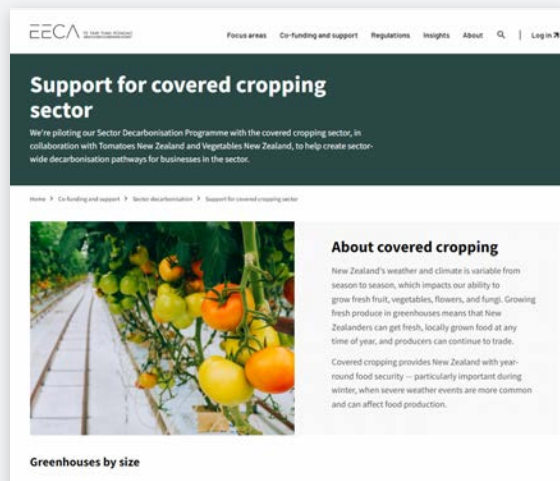 EECA TE TARI TIAKI PŪNGAO
Focus areas Co-funding and support Regulations Insights About Log in
Support for covered cropping
sector
We're piloting our Sector Decarbonisation Programme with the covered cropping sector, in
collaboration with Tomatoes New Zealand and Vegetables New Zealand, to help create sector-
wide decarbonisation pathways for businesses in the sector.
Home > Co-funding and support > Sector decarbonisation > Support for covered cropping sector
About covered cropping
New Zealand's weather and climate is variable from
season to season, which impacts our ability to
grow fresh fruit, vegetables, flowers, and fungi. Growing
fresh produce in greenhouses means that New
Zealanders can get fresh, locally grown food at any
time of year, and producers can continue to trade.
Covered cropping provides New Zealand with year-
round food security — particularly important during
winter, when severe weather events are more common
and can affect food production.
Greenhouses by size